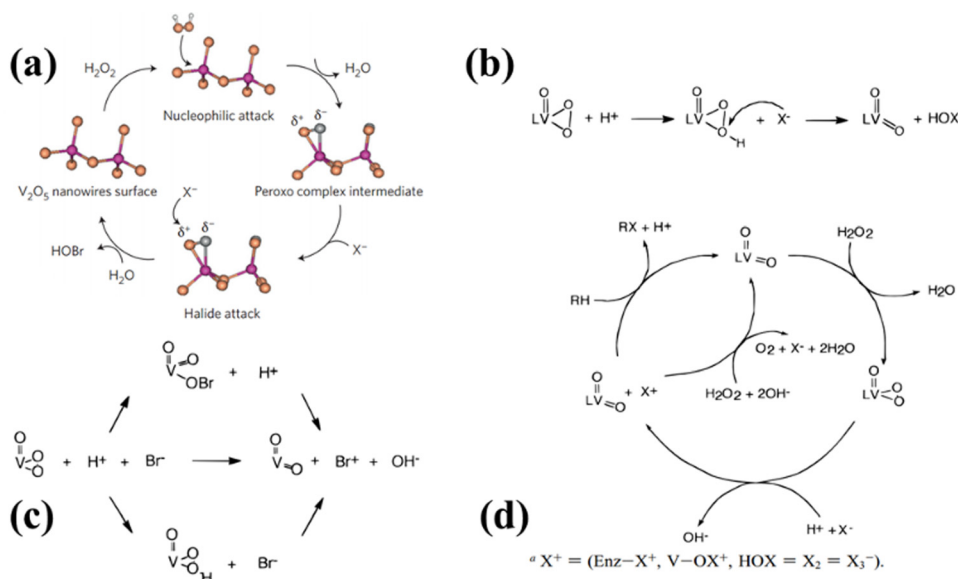 (a)
H₂O₂
Nucleophilic attack
H₂O
δ⁺ δ⁻
V₂O₅ nanowires surface
Peroxo complex intermediate
X⁻
δ⁺ δ⁻
X⁻
HOBr
H₂O
Halide attack
(b)
O
LV O O + H⁺
O
LV O O H + X⁻
O
LV O + HOX
(c)
O
V O
OBr + H⁺
O
V O O + H⁺ + Br⁻
O
V O + Br⁺ + OH⁻
O
V O O H + Br⁻
(d)
RX + H⁺
O
LV O
H₂O₂
RH
H₂O
O₂ + X⁻ + 2H₂O
O
LV O + X⁺
H₂O₂ + 2OH⁻
O
LV O O
OH⁻
H⁺ + X⁻
ᵃ X⁺ = (Enz−X⁺, V−OX⁺, HOX = X₂ = X₃⁻).